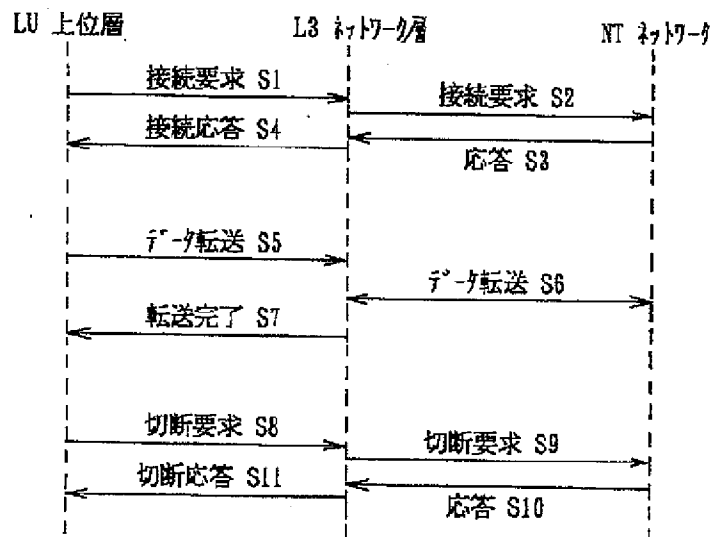 LU 上位層
L3 ネットワーク層
NT ネットワーク
接続要求 S1
接続要求 S2
接続応答 S4
応答 S3
データ転送 S5
データ転送 S6
転送完了 S7
切断要求 S8
切断要求 S9
切断応答 S11
応答 S10